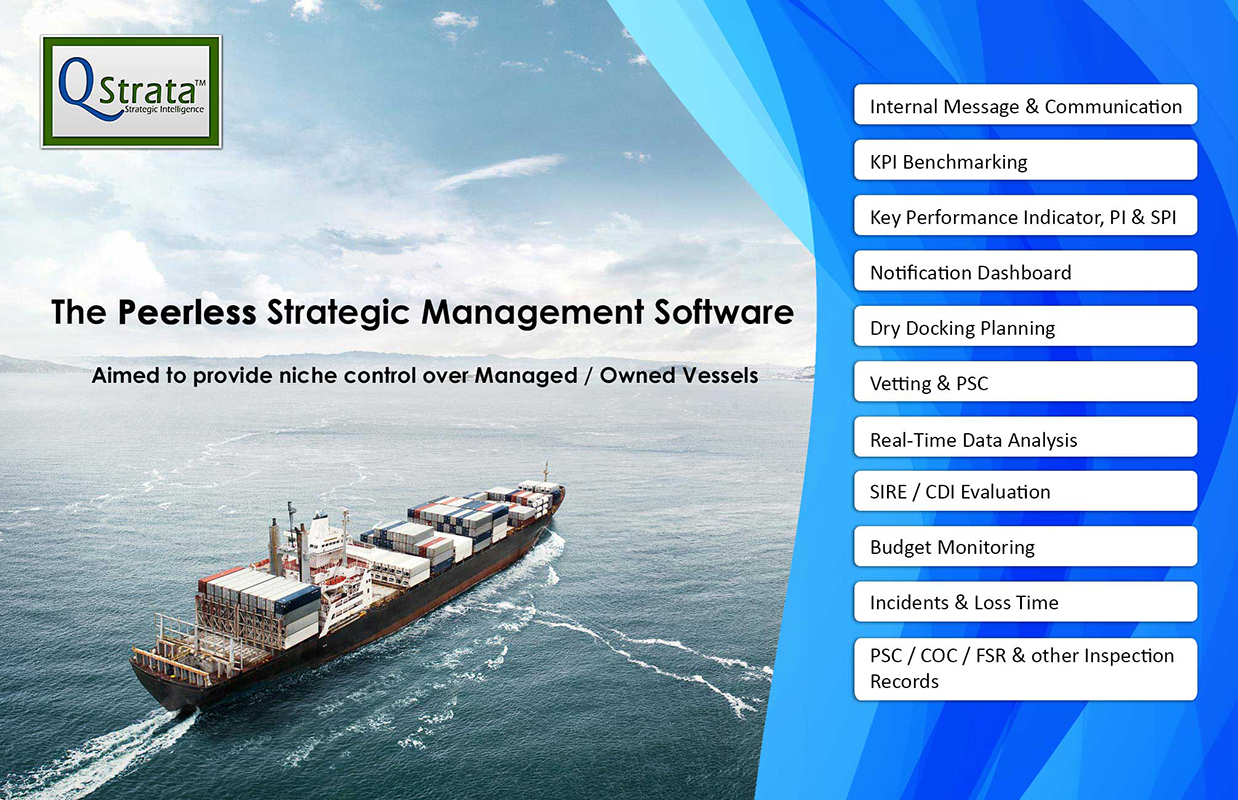 QStrata™
Strategic Intelligence
The Peerless Strategic Management Software
Aimed to provide niche control over Managed / Owned Vessels
Internal Message & Communication
KPI Benchmarking
Key Performance Indicator, PI & SPI
Notification Dashboard
Dry Docking Planning
Vetting & PSC
Real-Time Data Analysis
SIRE / CDI Evaluation
Budget Monitoring
Incidents & Loss Time
PSC / COC / FSR & other Inspection
Records